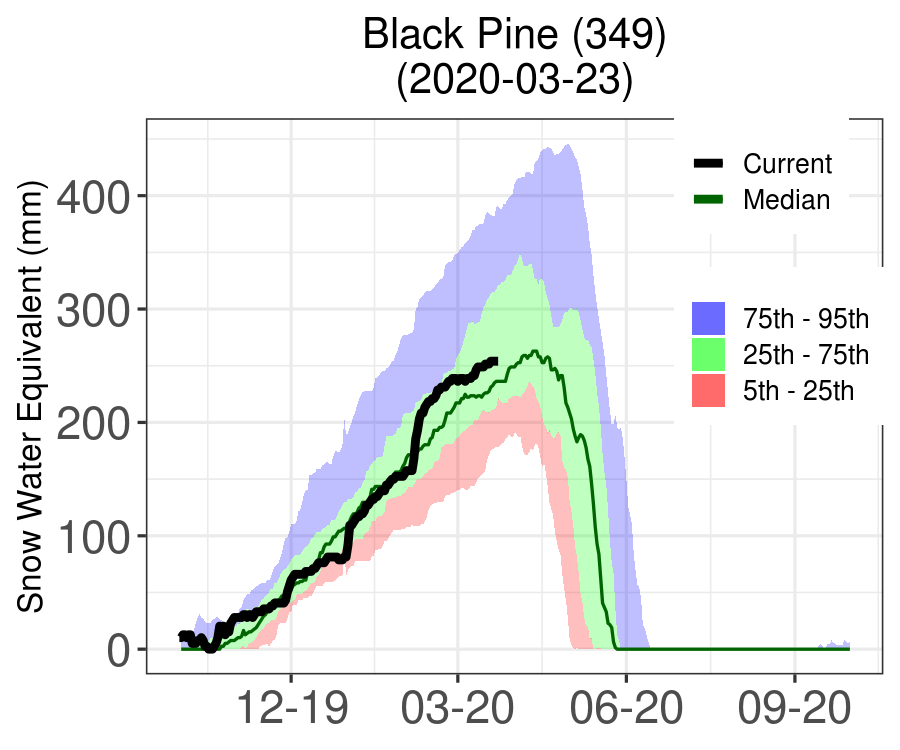 Black Pine (349)
(2020-03-23)
Snow Water Equivalent (mm)
400
300
200
100
0
12-19
03-20
06-20
09-20
Current
Median
75th - 95th
25th - 75th
5th - 25th